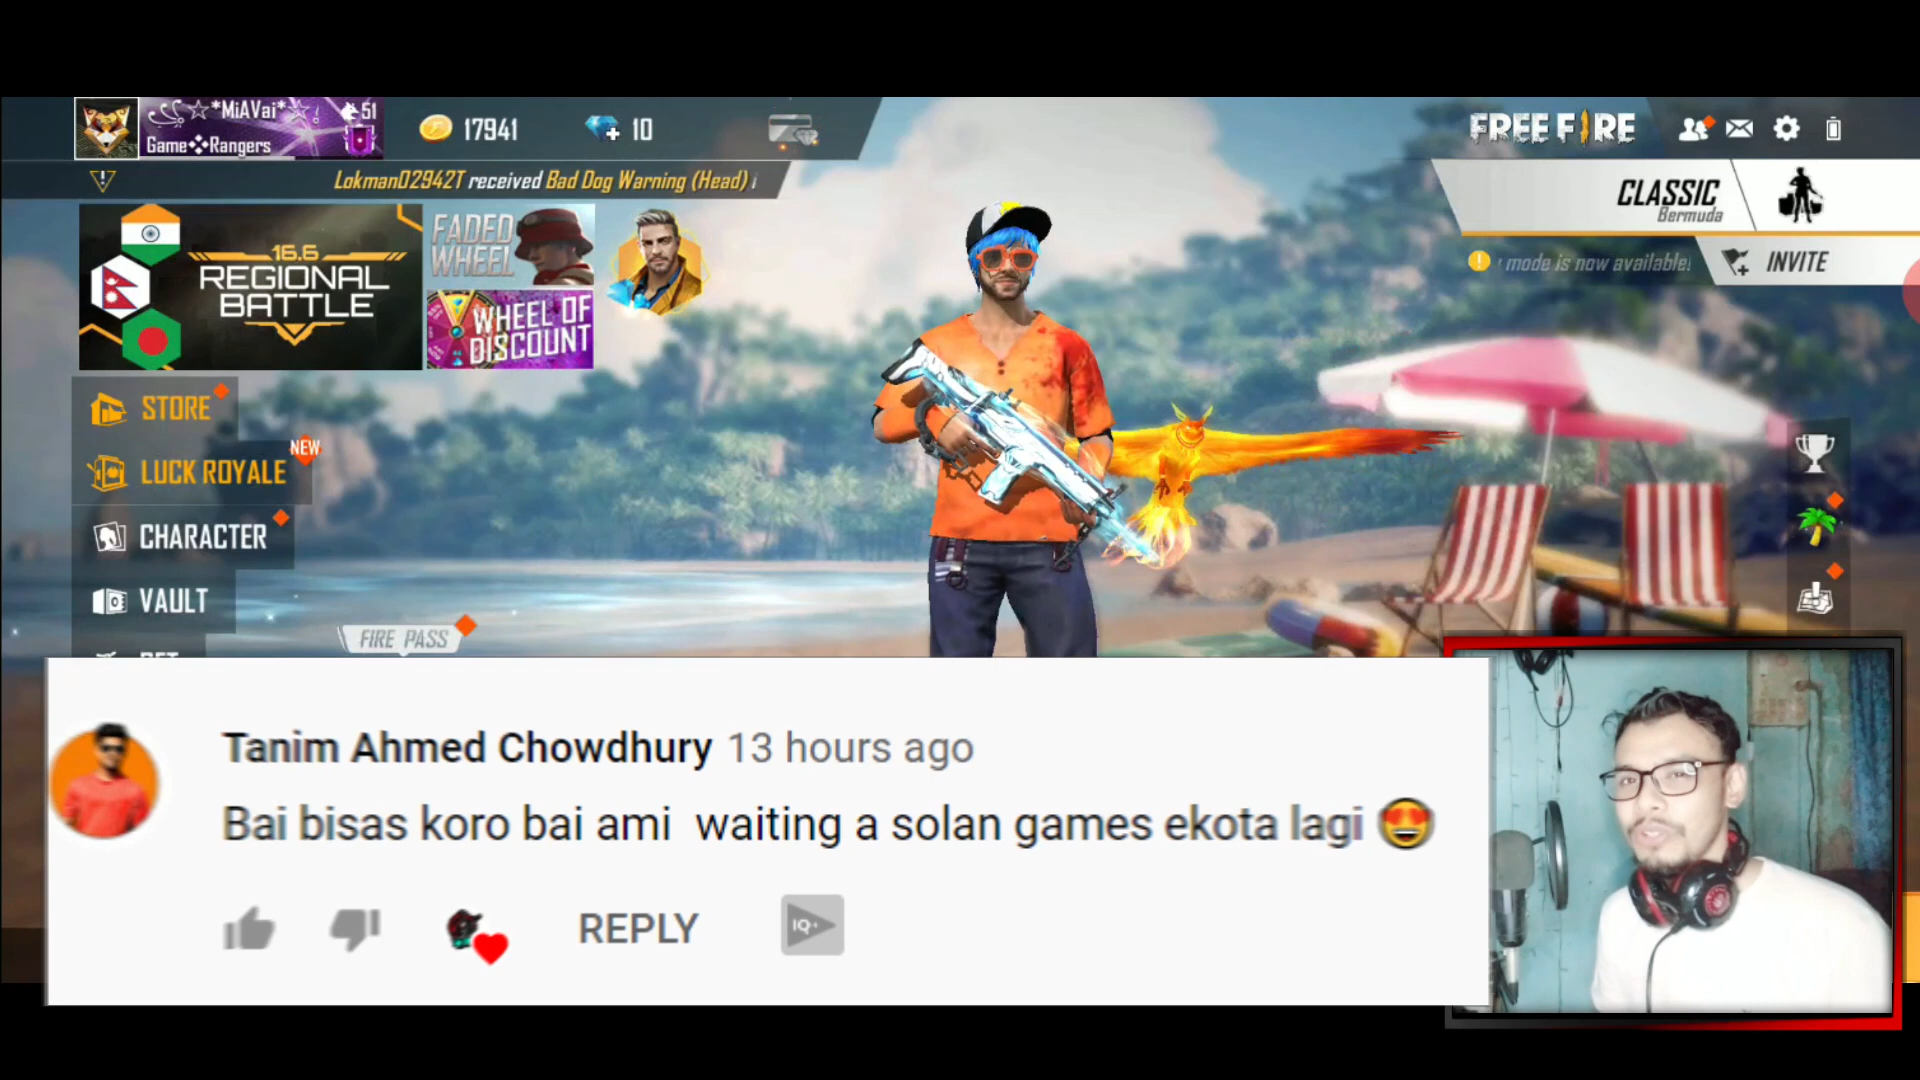 ☆*MiAVai*☆
51
Game❖Rangers
17941
10
FREE FIRE
Lokman02942T received Bad Dog Warning (Head) i
CLASSIC
Bermuda
16.6
REGIONAL
BATTLE
FADED
WHEEL
WHEEL OF
DISCOUNT
mode is now available!
INVITE
STORE
NEW
LUCK ROYALE
CHARACTER
VAULT
FIRE PASS
Tanim Ahmed Chowdhury 13 hours ago
Bai bisas koro bai ami waiting a solan games ekota lagi 😍
REPLY
IQ+